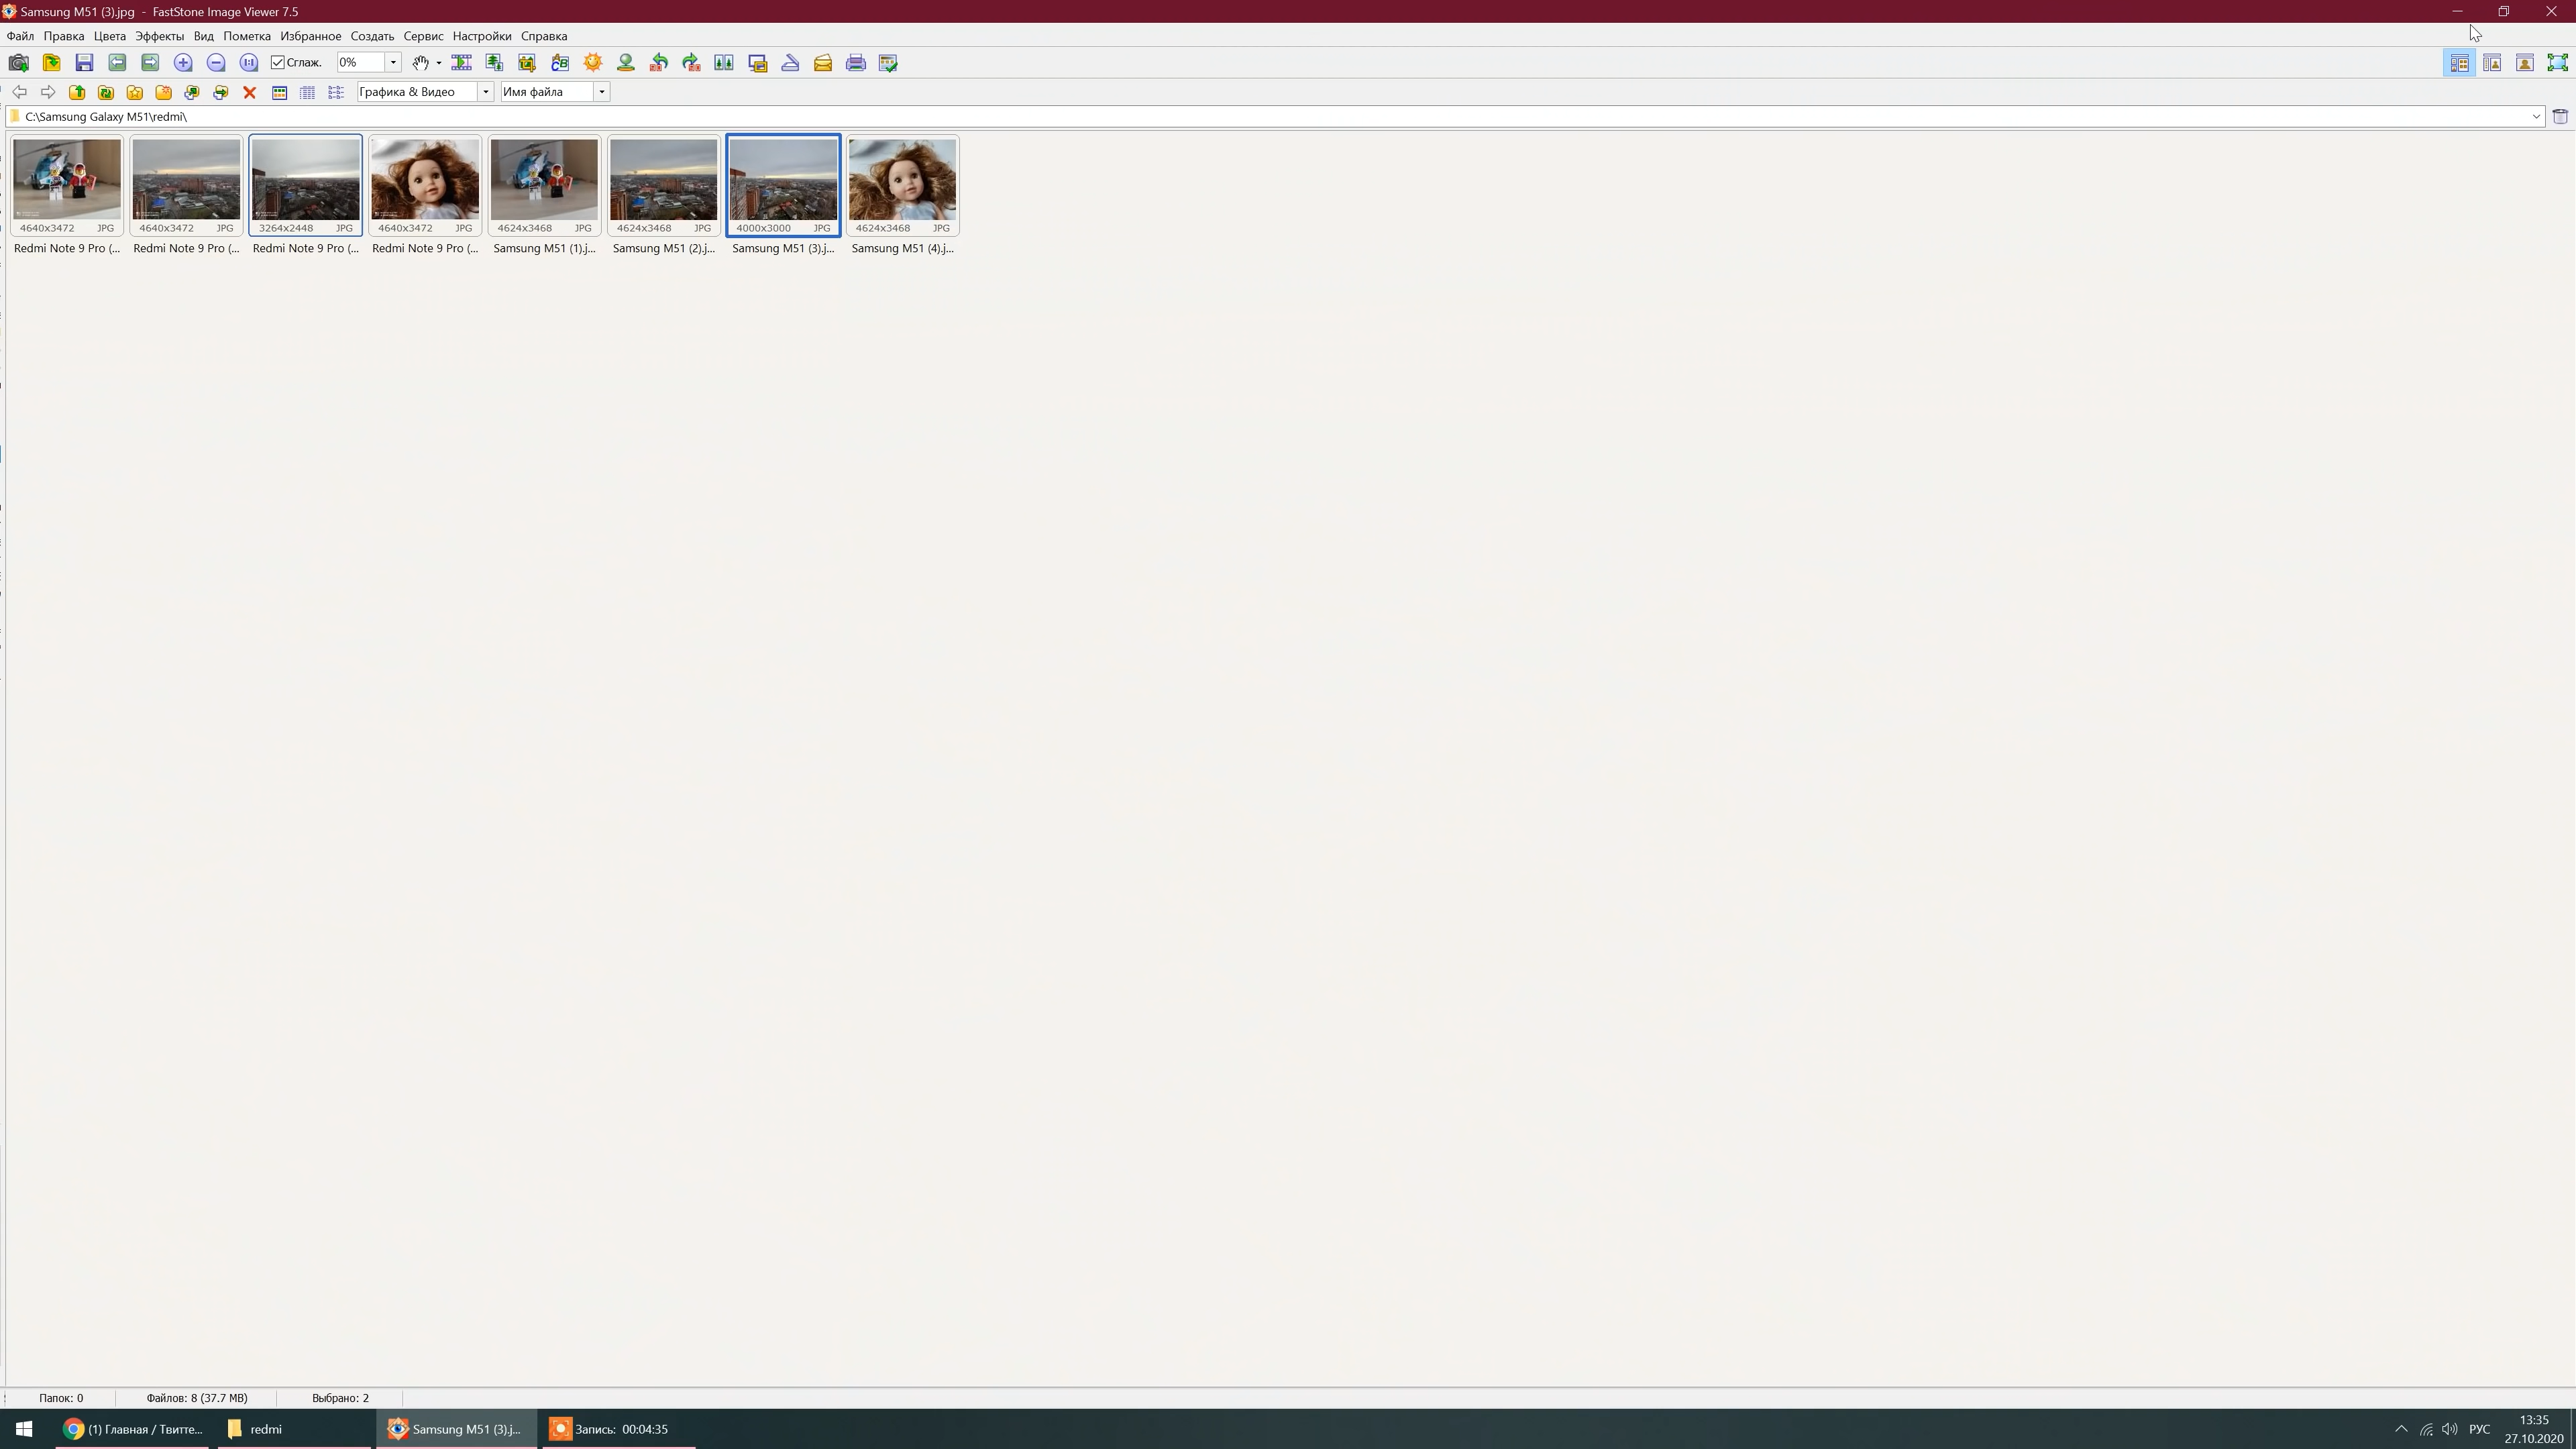 Samsung M51 (3).jpg - FastStone Image Viewer 7.5
Файл Правка Цвета Эффекты Вид Пометка Избранное Создать Сервис Настройки Справка
Сглаж. 0%
Графика & Видео Имя файла
C:\Samsung Galaxy M51\redmi\
4640x3472 JPG 4640x3472 JPG 3264x2448 JPG 4640x3472 JPG 4624x3468 JPG 4624x3468 JPG 4000x3000 JPG 4624x3468 JPG
Redmi Note 9 Pro (... Redmi Note 9 Pro (... Redmi Note 9 Pro (... Redmi Note 9 Pro (... Samsung M51 (1).j... Samsung M51 (2).j... Samsung M51 (3).j... Samsung M51 (4).j...
Папок: 0 Файлов: 8 (37.7 MB) Выбрано: 2
(1) Главная / Твитте... redmi Samsung M51 (3).j... Запись: 00:04:35 РУС 13:35
27.10.2020